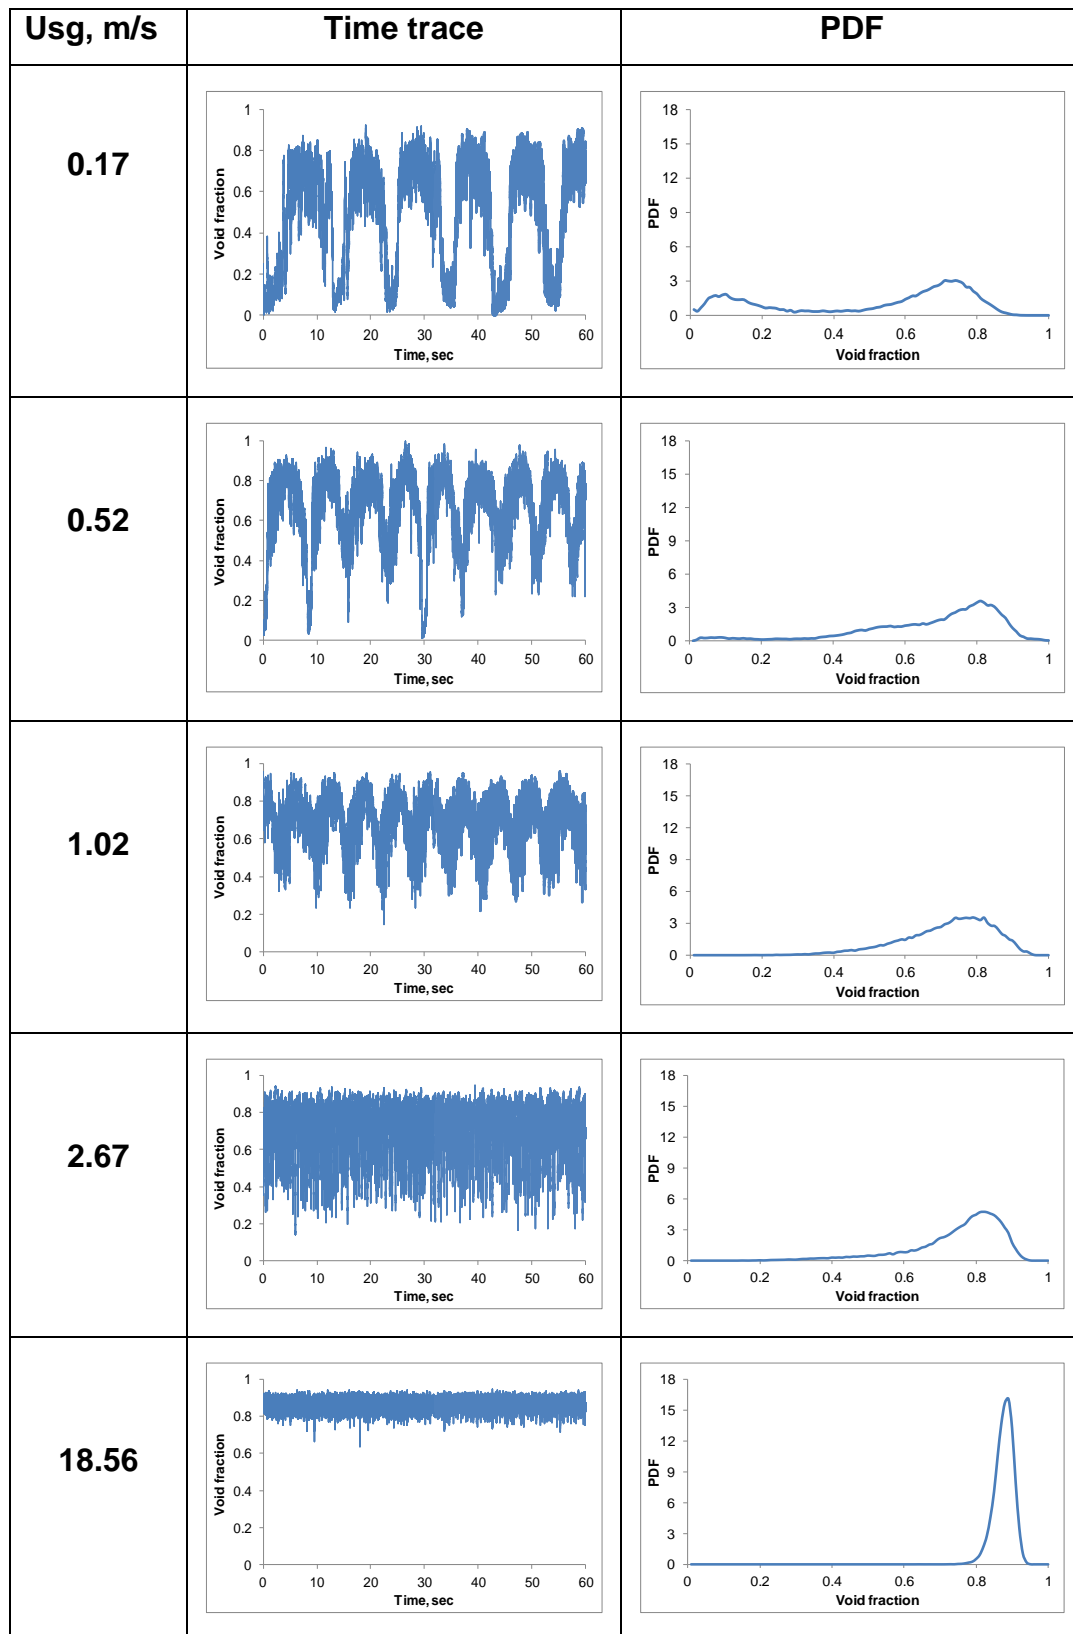 Usg, m/s Time trace PDF
0.17
1
0.8
0.6
0.4
0.2
0
Void fraction
0 10 20 30 40 50 60
Time, sec
18
15
12
9
6
3
0
PDF
0 0.2 0.4 0.6 0.8 1
Void fraction
0.52
1
0.8
0.6
0.4
0.2
0
Void fraction
0 10 20 30 40 50 60
Time, sec
18
15
12
9
6
3
0
PDF
0 0.2 0.4 0.6 0.8 1
Void fraction
1.02
1
0.8
0.6
0.4
0.2
0
Void fraction
0 10 20 30 40 50 60
Time, sec
18
15
12
9
6
3
0
PDF
0 0.2 0.4 0.6 0.8 1
Void fraction
2.67
1
0.8
0.6
0.4
0.2
0
Void fraction
0 10 20 30 40 50 60
Time, sec
18
15
12
9
6
3
0
PDF
0 0.2 0.4 0.6 0.8 1
Void fraction
18.56
1
0.8
0.6
0.4
0.2
0
Void fraction
0 10 20 30 40 50 60
Time, sec
18
15
12
9
6
3
0
PDF
0 0.2 0.4 0.6 0.8 1
Void fraction